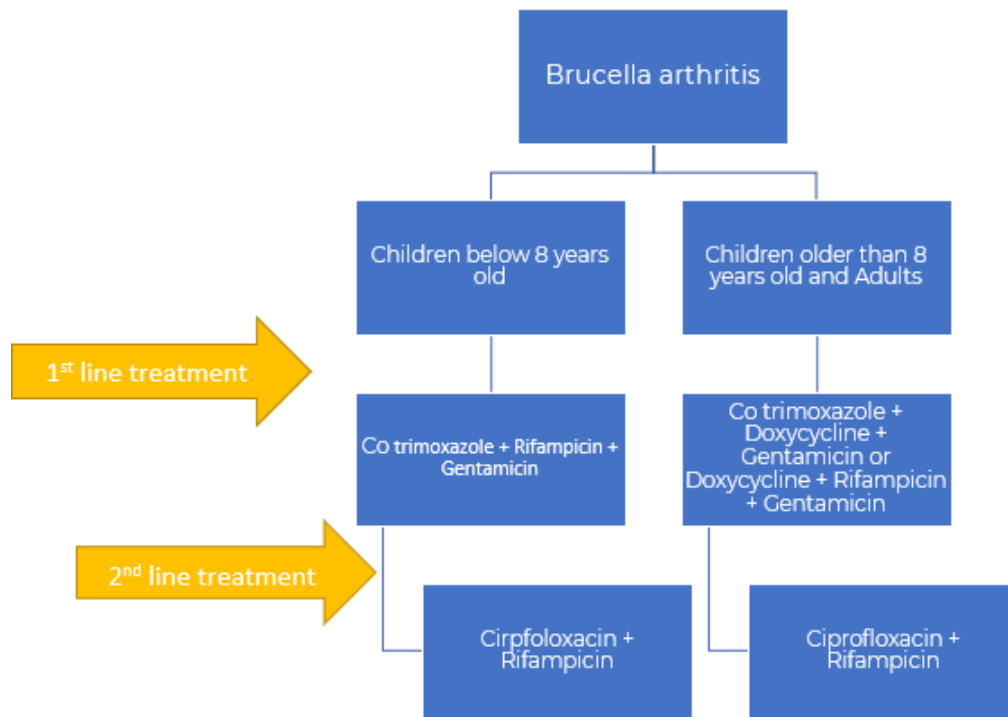 Brucella arthritis
Children below 8 years
old
Children older than 8
years old and Adults
1st line treatment
Co trimoxazole + Rifampicin +
Gentamicin
Co trimoxazole +
Doxycycline +
Gentamicin or
Doxycycline + Rifampicin
+ Gentamicin
2nd line treatment
Cirpfoloxacin +
Rifampicin
Ciprofloxacin +
Rifampicin